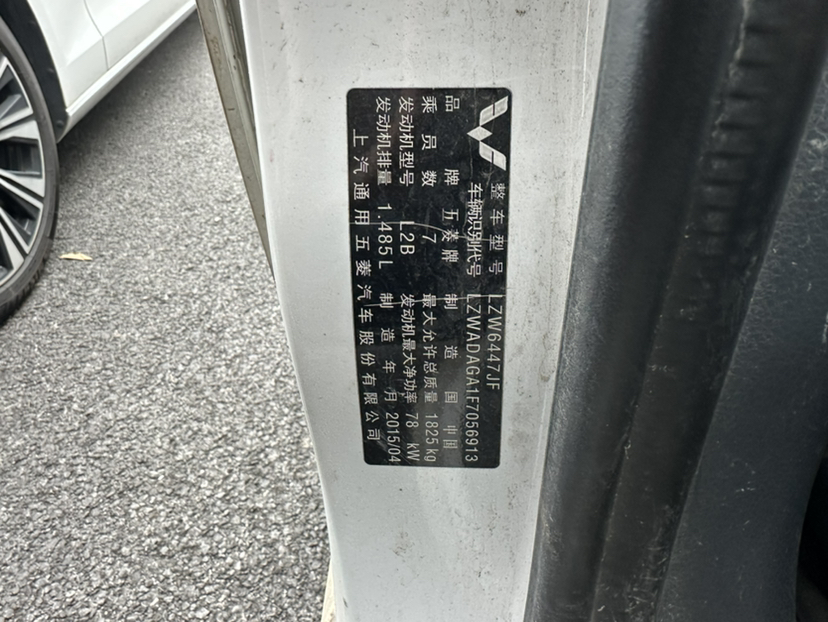 整车型号 LZW6447JF
车辆识别代号 LZWADAGA1F7056913
品牌 五菱牌 制造国 中国
乘员数 7 最大允许总质量 1825kg
发动机型号 L2B 发动机最大净功率 78 kW
发动机排量 1.485L 制造年月 2015/04
上汽通用五菱汽车股份有限公司